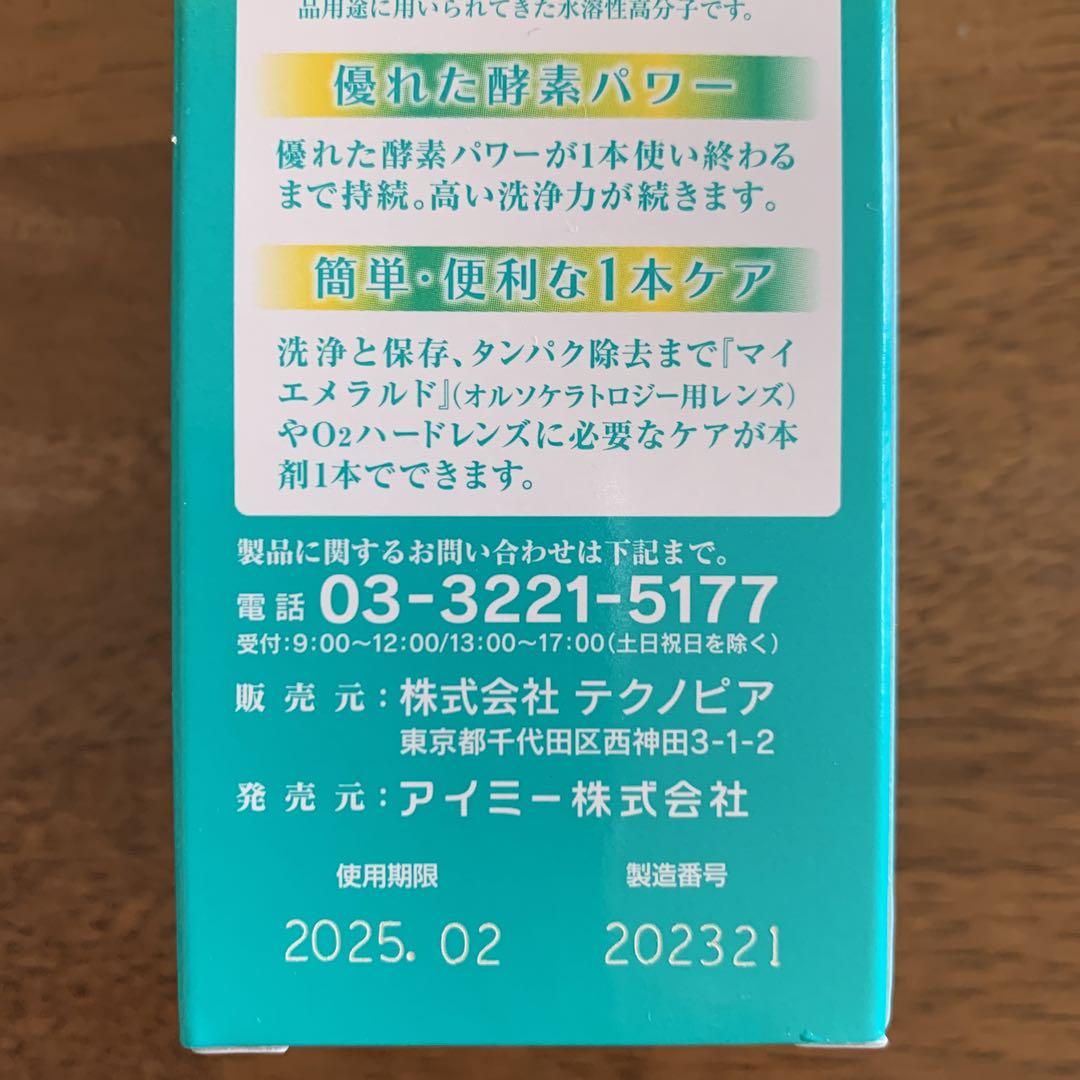 品用途に用いられてきた水溶性高分子です。
優れた酵素パワー
優れた酵素パワーが1本使い終わる
まで持続。高い洗浄力が続きます。
簡単・便利な1本ケア
洗浄と保存、タンパク除去まで『マイ
エメラルド』(オルソケラトロジー用レンズ)
やO2ハードレンズに必要なケアが本
剤1本でできます。
製品に関するお問い合わせは下記まで。
電話 03-3221-5177
受付:9:00~12:00/13:00~17:00(土日祝日を除く)
販売元:株式会社 テクノピア
東京都千代田区西神田3-1-2
発売元:アイミー株式会社
使用期限 製造番号
2025.02 202321